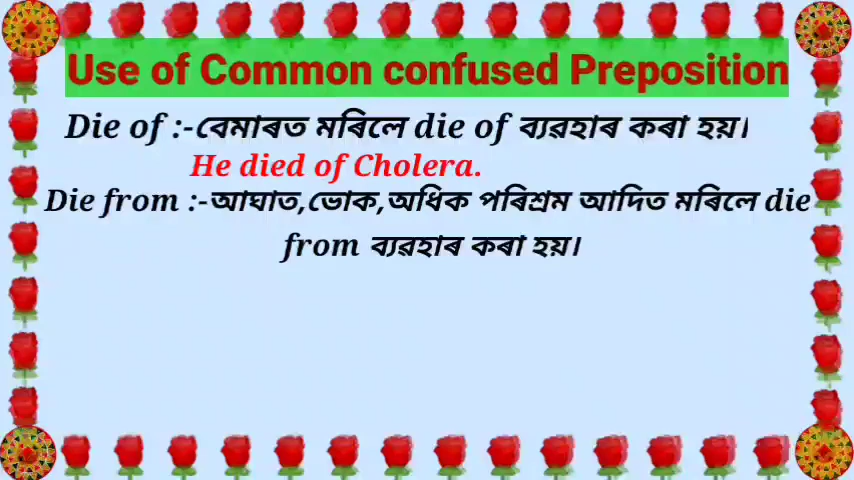 Use of Common confused Preposition
Die of :-বেমাৰত মৰিলে die of ব্যৱহাৰ কৰা হয়।
He died of Cholera.
Die from :-আঘাত,ভোক,অধিক পৰিশ্ৰম আদিত মৰিলে die
from ব্যৱহাৰ কৰা হয়।